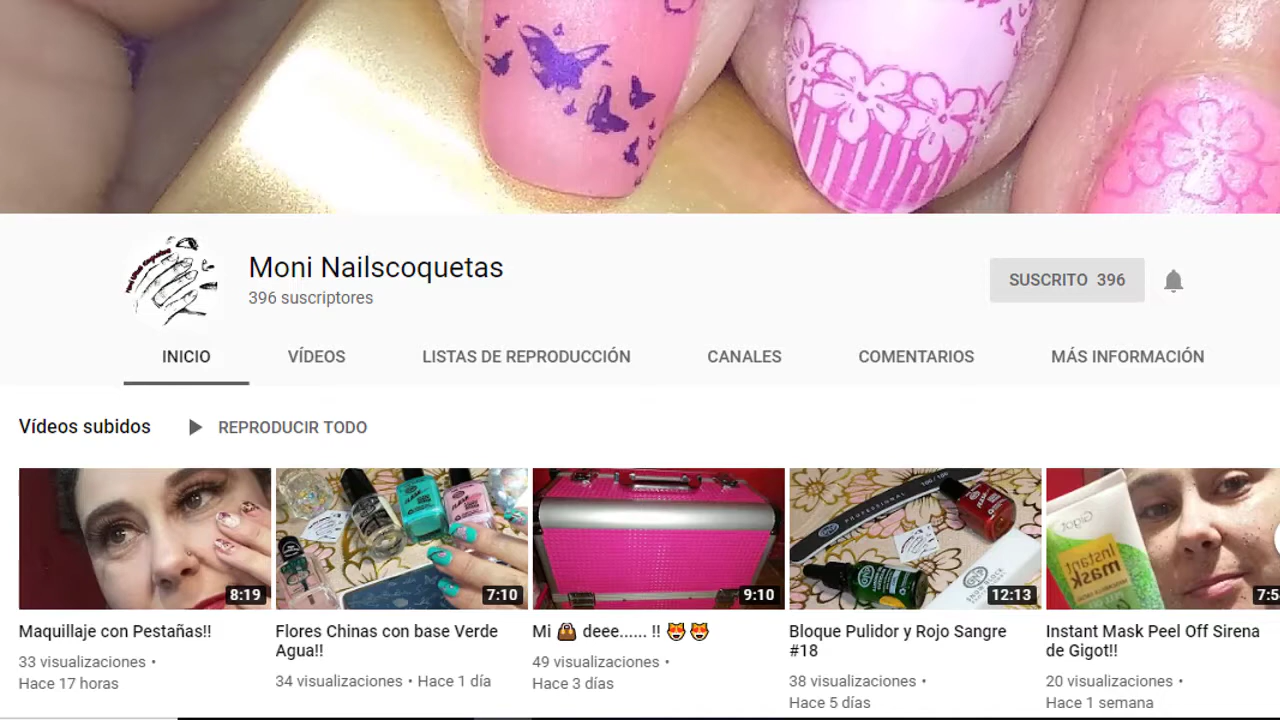 Moni Nailscoquetas
396 suscriptores
SUSCRITO 396
INICIO
VÍDEOS
LISTAS DE REPRODUCCIÓN
CANALES
COMENTARIOS
MÁS INFORMACIÓN
Vídeos subidos
REPRODUCIR TODO
8:19
7:10
9:10
12:13
Gigot
Instant
mask
Maquillaje con Pestañas!!
33 visualizaciones •
Hace 17 horas
Flores Chinas con base Verde
Agua!!
34 visualizaciones • Hace 1 día
Mi 👜 deee...... !! 😻😻
49 visualizaciones •
Hace 3 días
Bloque Pulidor y Rojo Sangre
#18
38 visualizaciones •
Hace 5 días
Instant Mask Peel Off Sirena
de Gigot!!
20 visualizaciones •
Hace 1 semana